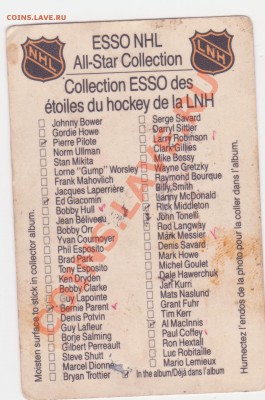 COINS.LAVE.RU
NHL
LNH
ESSO NHL
All-Star Collection
Collection ESSO des
étoiles du hockey de la LNH
Moisten surface to stick in collector album.
Johnny Bower
Gordie Howe
Pierre Pilote
Norm Ullman
Stan Mikita
Lorne "Gump" Worsley
Frank Mahovlich
Jacques Laperrière
Ed Giacomin
Bobby Hull
Jean Béliveau
Bobby Orr
Yvan Cournoyer
Phil Esposito
Brad Park
Tony Esposito
Ken Dryden
Bobby Clarke
Guy Lapointe
Bernie Parent
Denis Potvin
Guy Lafleur
Borje Salming
Gilbert Perreault
Steve Shutt
Marcel Dionne
Bryan Trottier
Serge Savard
Darryl Sittler
Larry Robinson
Clark Gillies
Mike Bossy
Wayne Gretzky
Raymond Bourque
Billy Smith
Lanny McDonald
Rick Middleton
John Tonelli
Rod Langway
Mark Messier
Denis Savard
Mark Howe
Michel Goulet
Dale Hawerchuk
Jari Kurri
Mats Naslund
Grant Fuhr
Tim Kerr
Al MacInnis
Paul Coffey
Ron Hextall
Luc Robitaille
Mario Lemieux
In the album/Déjà dans l'album
Humectez l'endos de la photo pour la coller dans l'album.